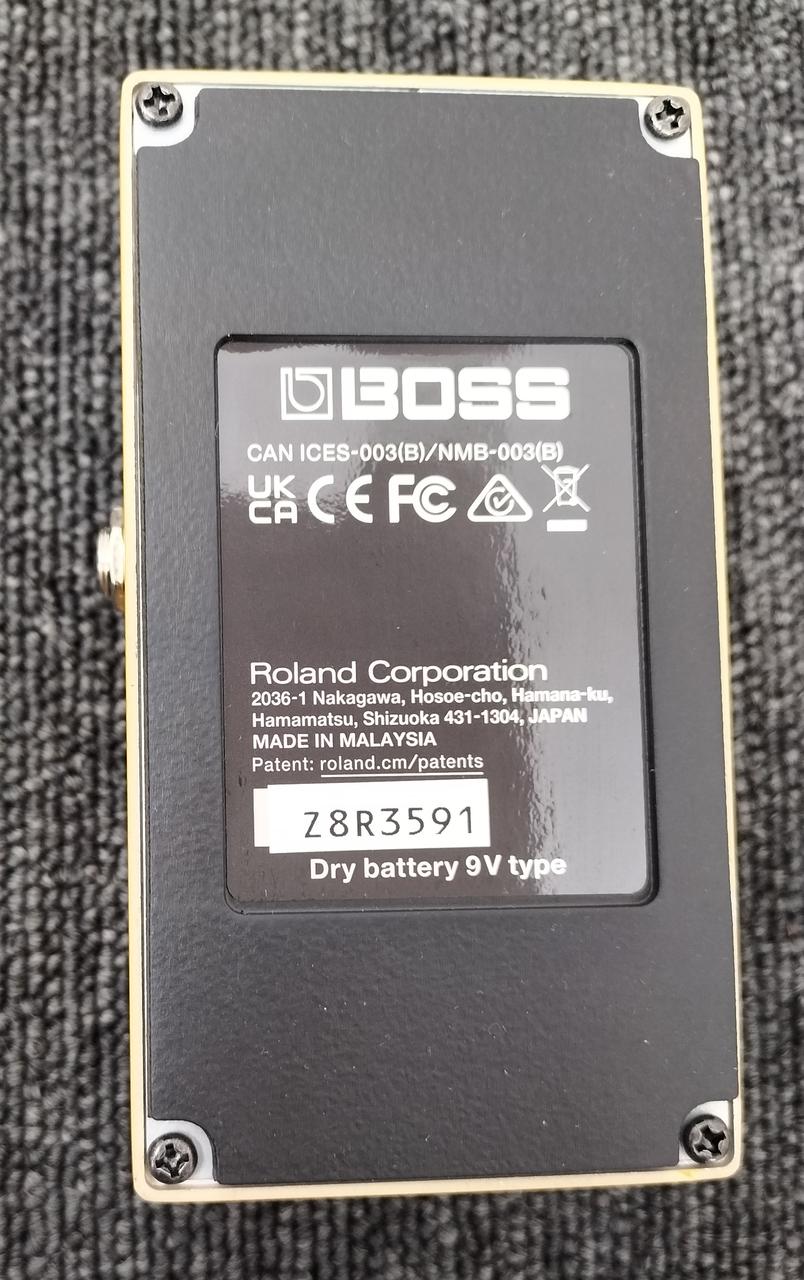 BOSS
CAN ICES-003(B)/NMB-003(B)
UK
CA CE FC
Roland Corporation
2036-1 Nakagawa, Hosoe-cho, Hamana-ku,
Hamamatsu, Shizuoka 431-1304, JAPAN
MADE IN MALAYSIA
Patent: roland.cm/patents
Z8R3591
Dry battery 9V type